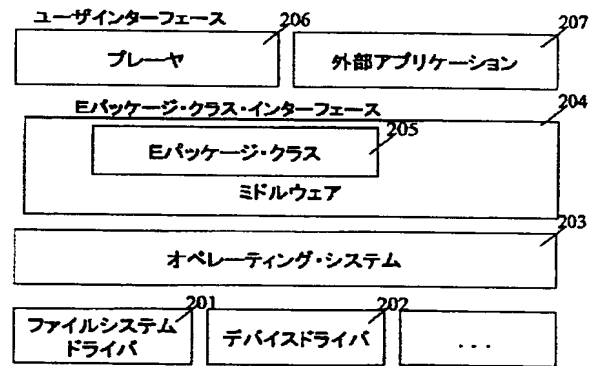 ユーザインターフェース
206
207
プレーヤ
外部アプリケーション
Eパッケージ・クラス・インターフェース
204
205
Eパッケージ・クラス
ミドルウェア
203
オペレーティング・システム
201
202
ファイルシステム
ドライバ
デバイスドライバ
...